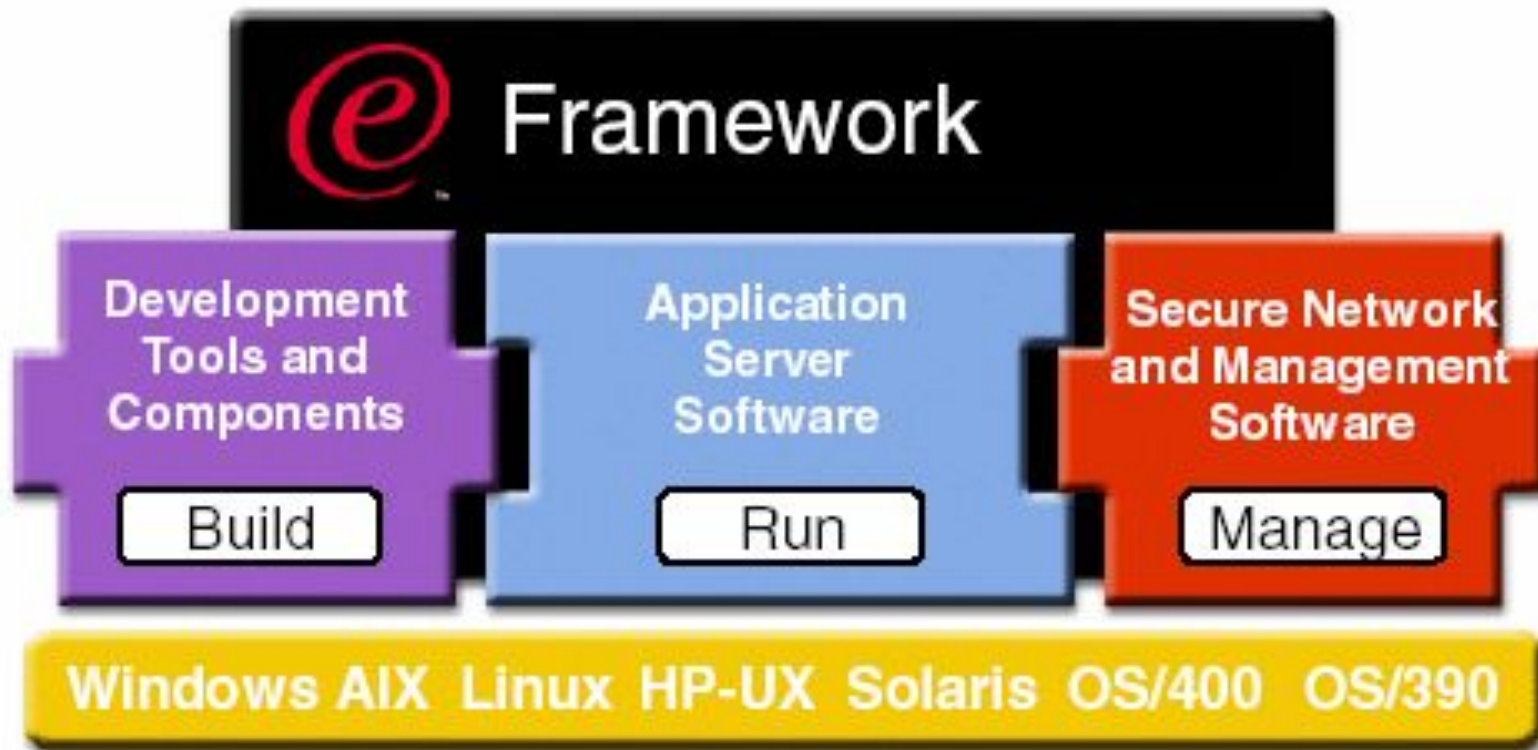 e Framework
™
Development
Tools and
Components
Build
Application
Server
Software
Run
Secure Network
and Management
Software
Manage
Windows AIX Linux HP-UX Solaris OS/400 OS/390